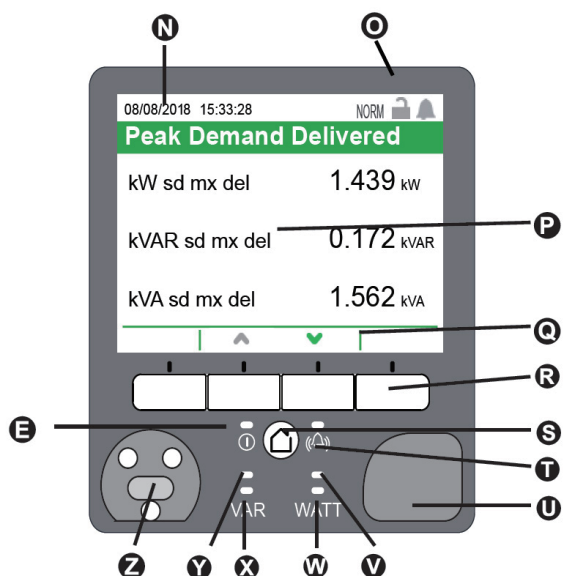 N
O
08/08/2018 15:33:28 NORM
Peak Demand Delivered
kW sd mx del 1.439 kW
P
kVAR sd mx del 0.172 kVAR
kVA sd mx del 1.562 kVA
Q
R
E
S
T
U
VAR WATT
Z Y X W V